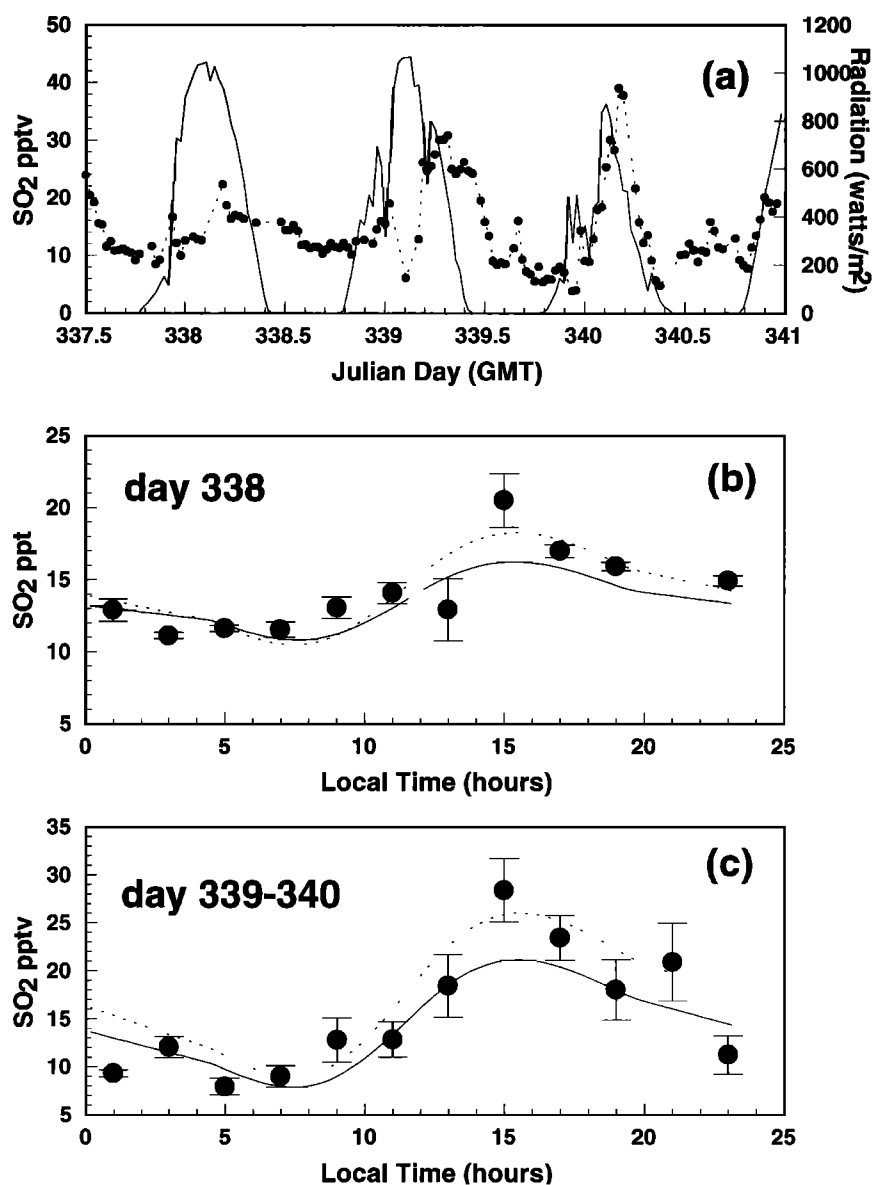 (a)
SO2 pptv
50
40
30
20
10
0
1200
1000
800
600
400
200
0
Radiation (watts/m2)
337.5 338 338.5 339 339.5 340 340.5 341
Julian Day (GMT)
day 338
(b)
SO2 ppt
25
20
15
10
5
0 5 10 15 20 25
Local Time (hours)
day 339-340
(c)
SO2 pptv
35
30
25
20
15
10
5
0 5 10 15 20 25
Local Time (hours)